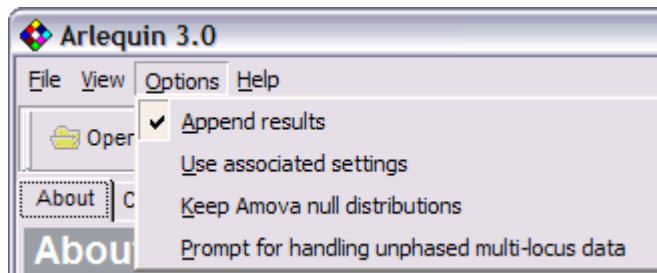 Arlequin 3.0
File View Options Help
Append results
Use associated settings
About
Keep Amova null distributions
Prompt for handling unphased multi-locus data